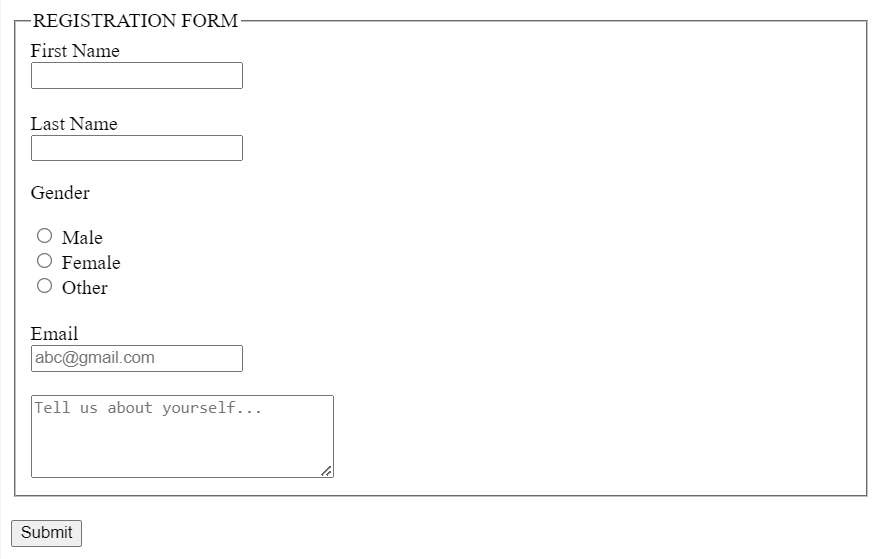 REGISTRATION FORM
First Name
Last Name
Gender
Male
Female
Other
Email
abc@gmail.com
Tell us about yourself...
Submit